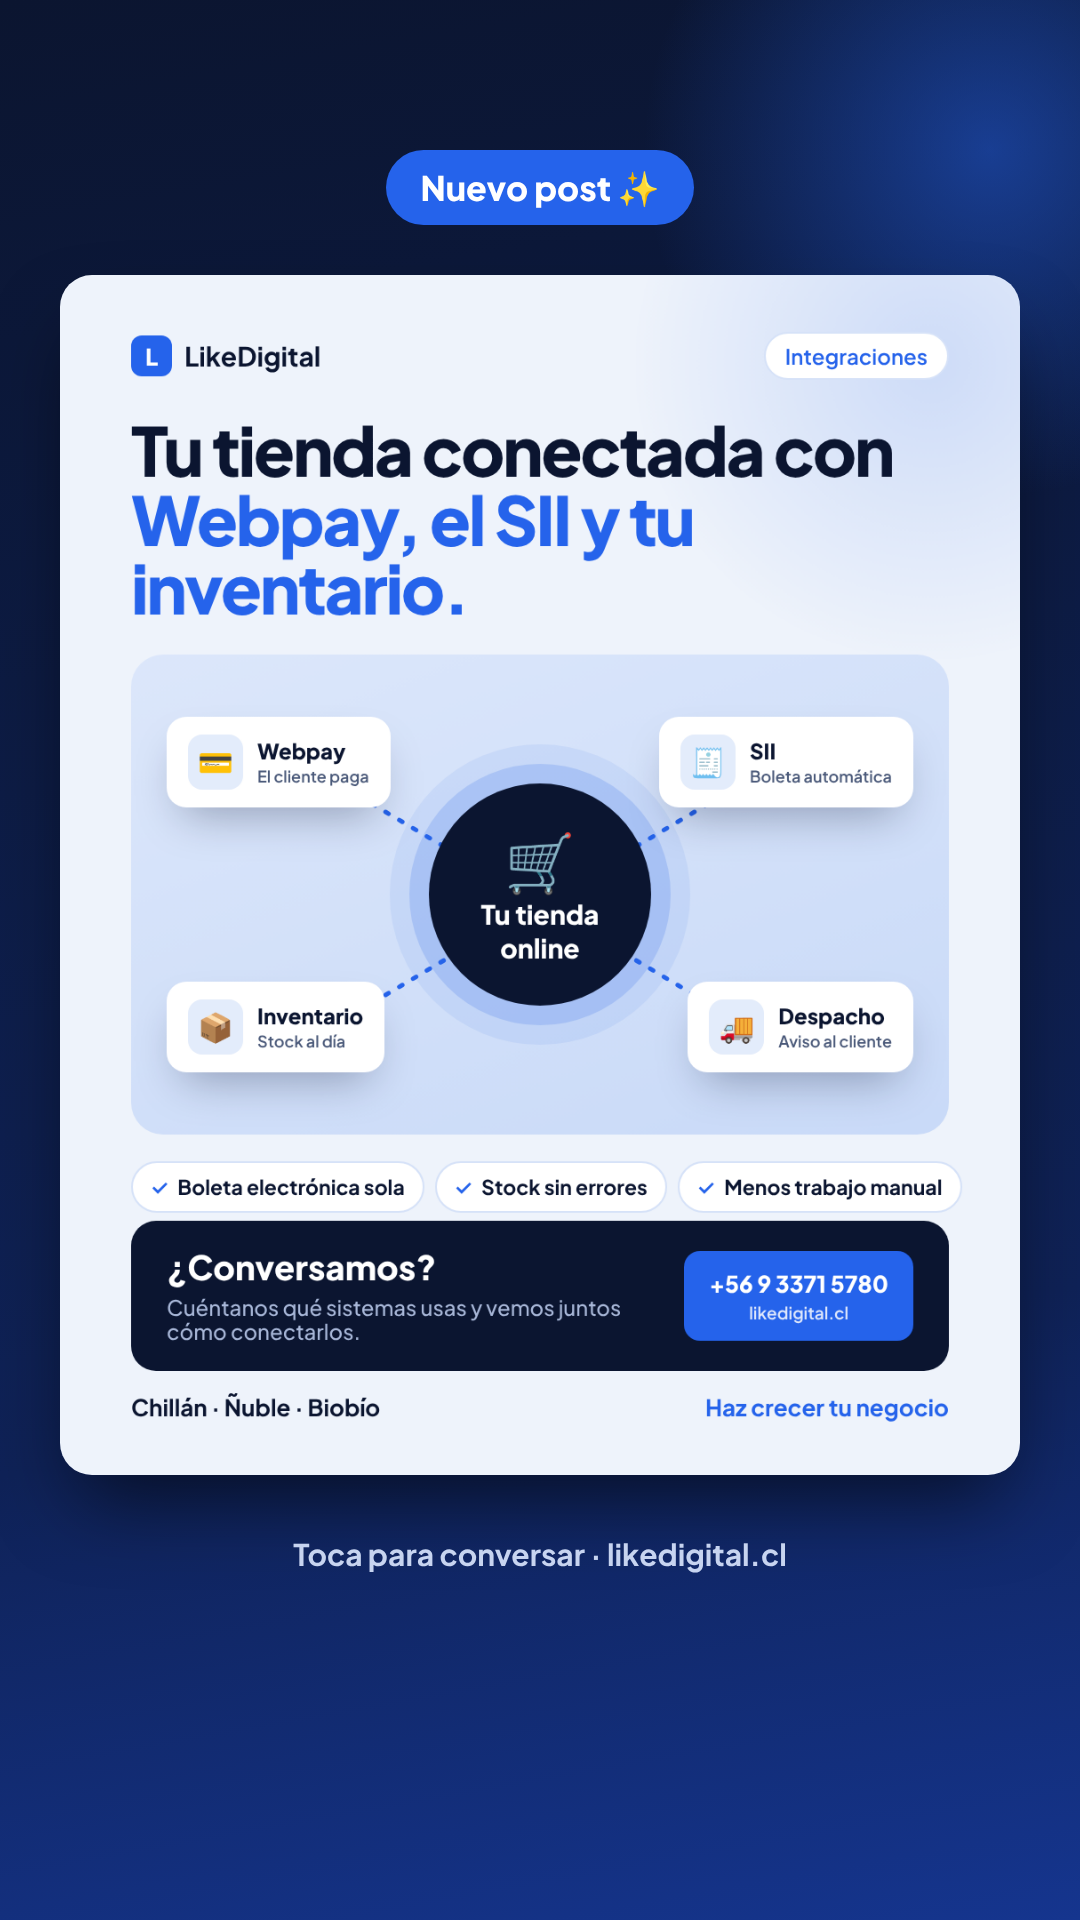 Nuevo post ✨
L LikeDigital
Integraciones
Tu tienda conectada con
Webpay, el SII y tu
inventario.
Webpay
El cliente paga
SII
Boleta automática
Tu tienda
online
Inventario
Stock al día
Despacho
Aviso al cliente
✓ Boleta electrónica sola
✓ Stock sin errores
✓ Menos trabajo manual
¿Conversamos?
Cuéntanos qué sistemas usas y vemos juntos
cómo conectarlos.
+56 9 3371 5780
likedigital.cl
Chillán · Ñuble · Biobío
Haz crecer tu negocio
Toca para conversar · likedigital.cl